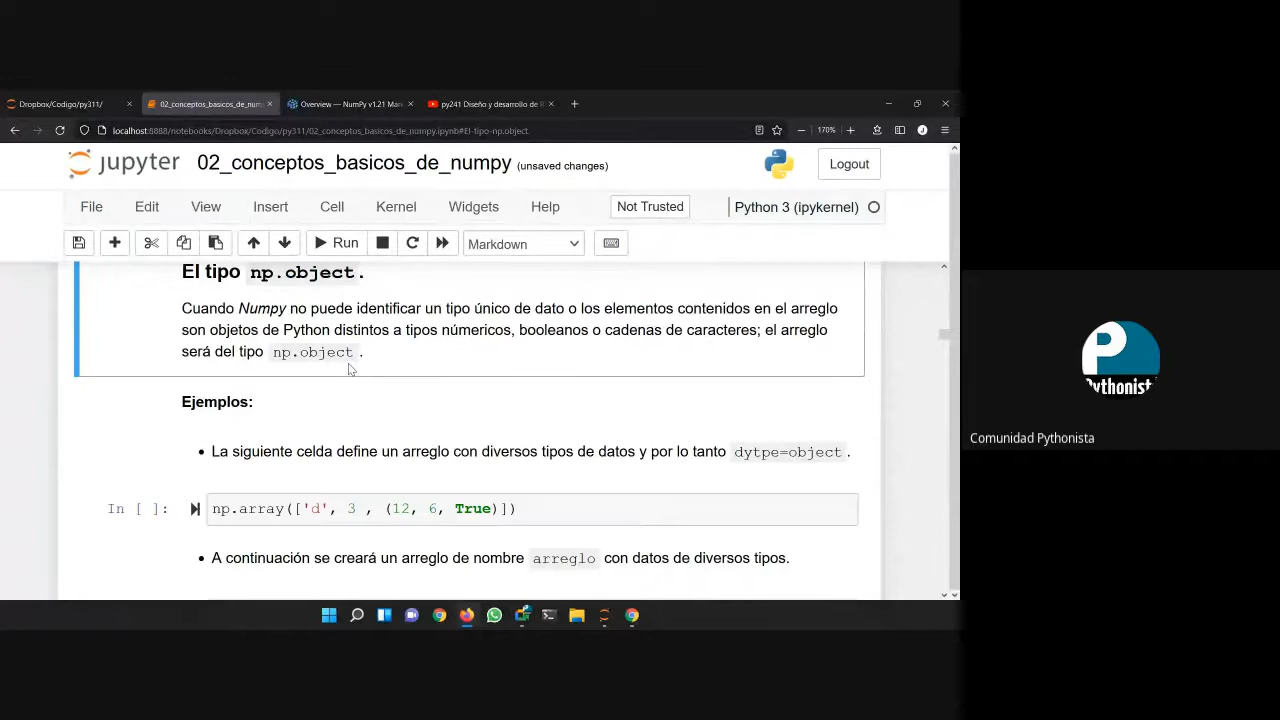 Dropbox/Codigo/py311/
02_conceptos_basicos_de_num
Overview — NumPy v1.21 Man
py241 Diseño y desarrollo de B
localhost:8888/notebooks/Dropbox/Codigo/py311/02_conceptos_basicos_de_numpy.ipynb#El-tipo-np.object.
170%
J
jupyter 02_conceptos_basicos_de_numpy (unsaved changes)
Logout
File Edit View Insert Cell Kernel Widgets Help
Not Trusted
Python 3 (ipykernel)
Run
Markdown
El tipo np.object.
Cuando Numpy no puede identificar un tipo único de dato o los elementos contenidos en el arreglo
son objetos de Python distintos a tipos númericos, booleanos o cadenas de caracteres; el arreglo
será del tipo np.object .
Ejemplos:
• La siguiente celda define un arreglo con diversos tipos de datos y por lo tanto dytpe=object .
In [ ]: np.array(['d', 3 , (12, 6, True)])
• A continuación se creará un arreglo de nombre arreglo con datos de diversos tipos.
Pythonist
Comunidad Pythonista